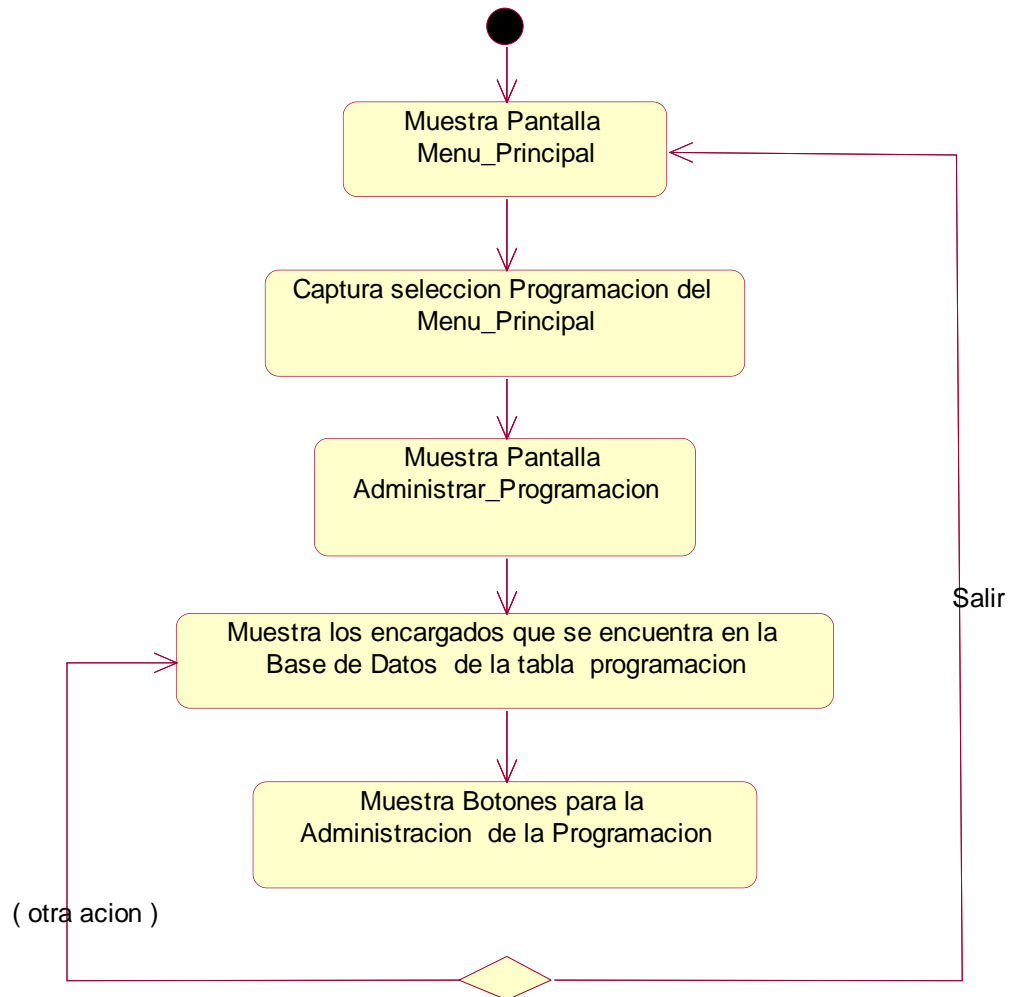 Muestra Pantalla
Menu_Principal
Captura seleccion Programacion del
Menu_Principal
Muestra Pantalla
Administrar_Programacion
Salir
Muestra los encargados que se encuentra en la
Base de Datos de la tabla programacion
Muestra Botones para la
Administracion de la Programacion
( otra acion )